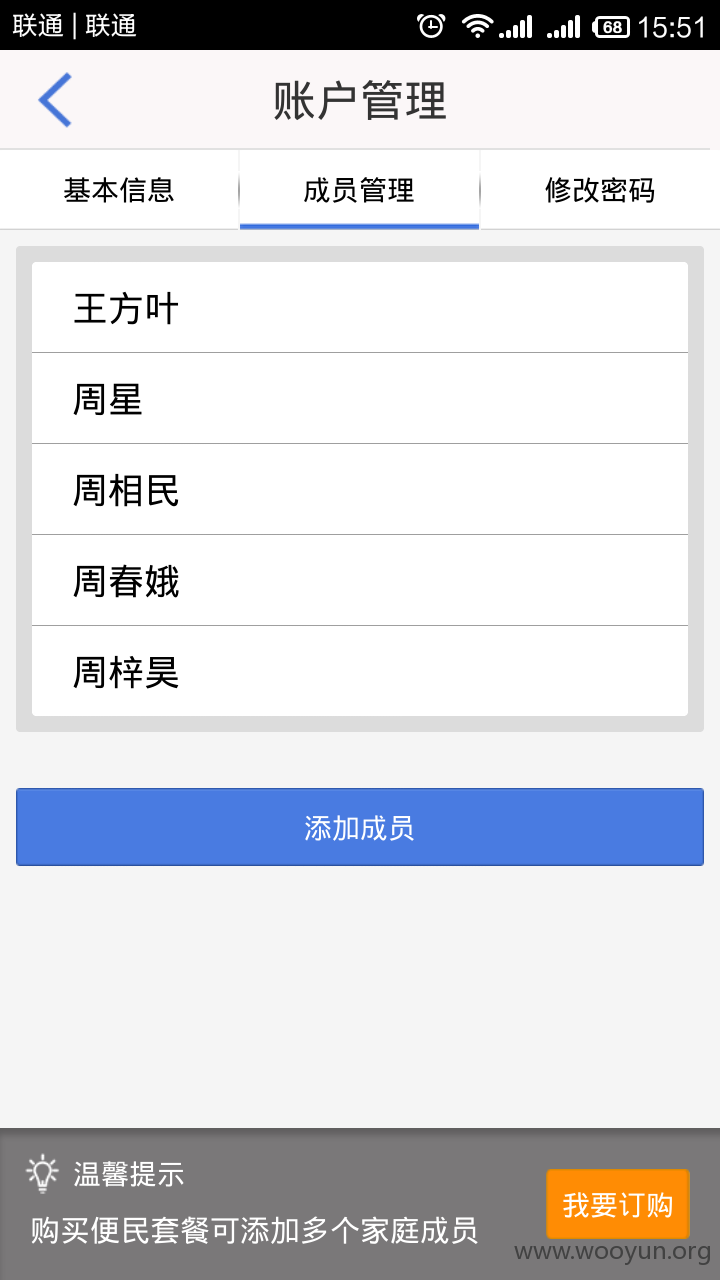 联通 | 联通 68 15:51
账户管理
基本信息 成员管理 修改密码
王方叶
周星
周相民
周春娥
周梓昊
添加成员
温馨提示
我要订购
购买便民套餐可添加多个家庭成员
www.wooyun.org